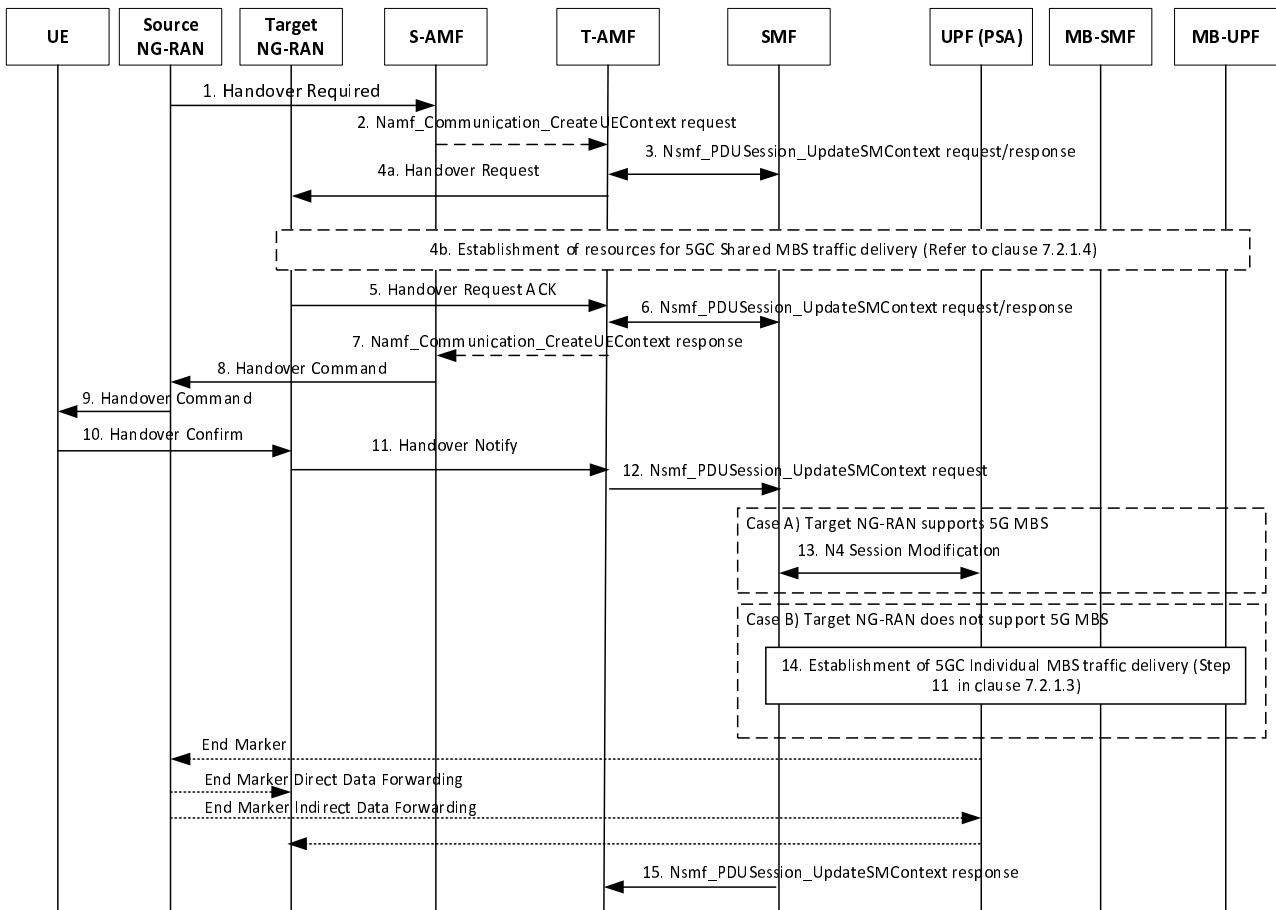 UE
Source
NG-RAN
Target
NG-RAN
S-AMF
T-AMF
SMF
UPF (PSA)
MB-SMF
MB-UPF
1. Handover Required
2. Namf_Communication_CreateUEContext request
3. Nsmf_PDUSession_UpdateSMContext request/response
4a. Handover Request
4b. Establishment of resources for 5GC Shared MBS traffic delivery (Refer to clause 7.2.1.4)
5. Handover Request ACK
6. Nsmf_PDUSession_UpdateSMContext request/response
7. Namf_Communication_CreateUEContext response
8. Handover Command
9. Handover Command
10. Handover Confirm
11. Handover Notify
12. Nsmf_PDUSession_UpdateSMContext request
Case A) Target NG-RAN supports 5G MBS
13. N4 Session Modification
Case B) Target NG-RAN does not support 5G MBS
14. Establishment of 5GC Individual MBS traffic delivery (Step
11 in clause 7.2.1.3)
End Marker
End Marker Direct Data Forwarding
End Marker Indirect Data Forwarding
15. Nsmf_PDUSession_UpdateSMContext response